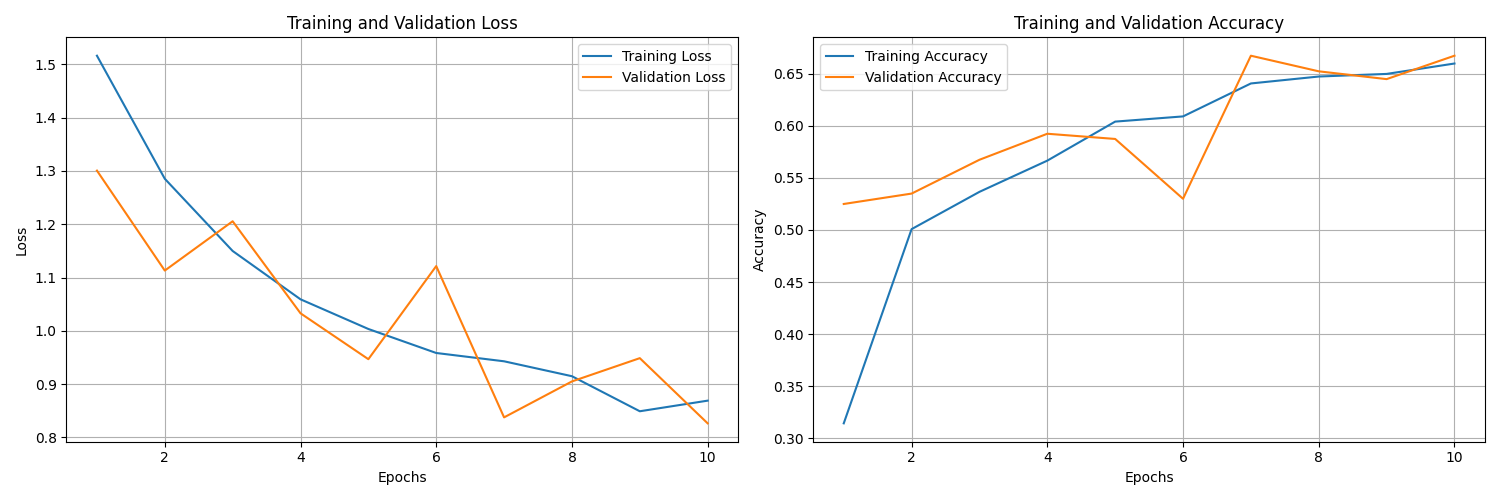 Training and Validation Loss
Training Loss
Validation Loss
1.5
1.4
1.3
1.2
1.1
1.0
0.9
0.8
Loss
2 4 6 8 10
Epochs
Training and Validation Accuracy
Training Accuracy
Validation Accuracy
0.65
0.60
0.55
0.50
0.45
0.40
0.35
0.30
Accuracy
2 4 6 8 10
Epochs